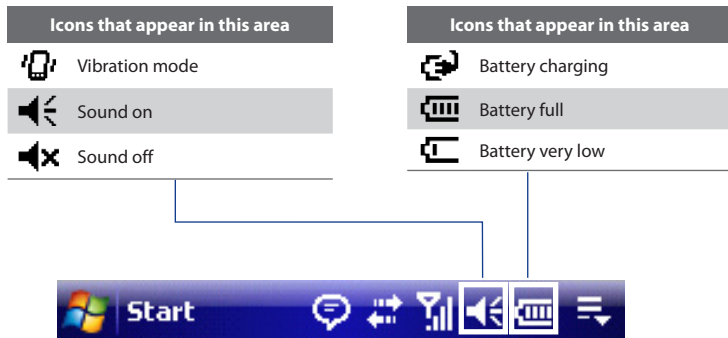 Icons that appear in this area
Vibration mode
Sound on
Sound off
Icons that appear in this area
Battery charging
Battery full
Battery very low
Start